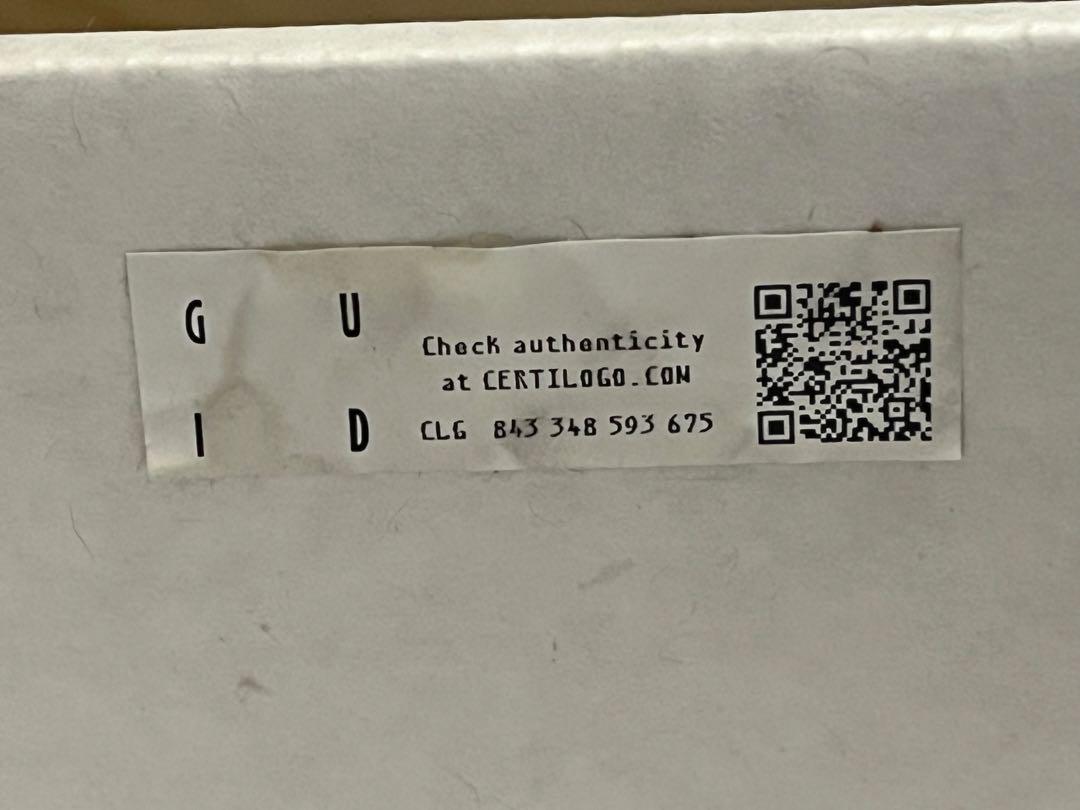 G U
I D
Check authenticity
at CERTILOGO.COM
CLG 843 348 593 675